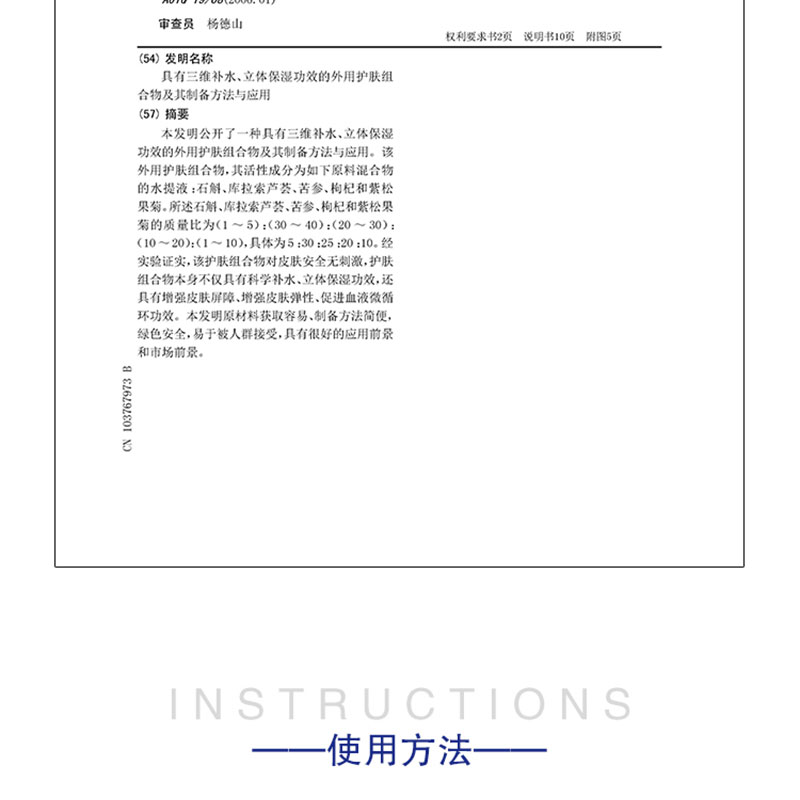 A61Q 19/08(2006.01)
审查员 杨德山
权利要求书2页 说明书10页 附图5页
(54) 发明名称
具有三维补水、立体保湿功效的外用护肤组
合物及其制备方法与应用
(57) 摘要
本发明公开了一种具有三维补水、立体保湿
功效的外用护肤组合物及其制备方法与应用。该
外用护肤组合物,其活性成分为如下原料混合物
的水提液:石斛、库拉索芦荟、苦参、枸杞和紫松
果菊。所述石斛、库拉索芦荟、苦参、枸杞和紫松果
菊的质量比为(1～5):(30～40):(20～30):
(10～20):(1～10),具体为5:30:25:20:10。经
实验证实,该护肤组合物对皮肤安全无刺激,护肤
组合物本身不仅具有科学补水、立体保湿功效,还
具有增强皮肤屏障、增强皮肤弹性、促进血液微循
环功效。本发明原材料获取容易、制备方法简便,
绿色安全,易于被人群接受,具有很好的应用前景
和市场前景。
CN 103767973 B
INSTRUCTIONS
——使用方法——